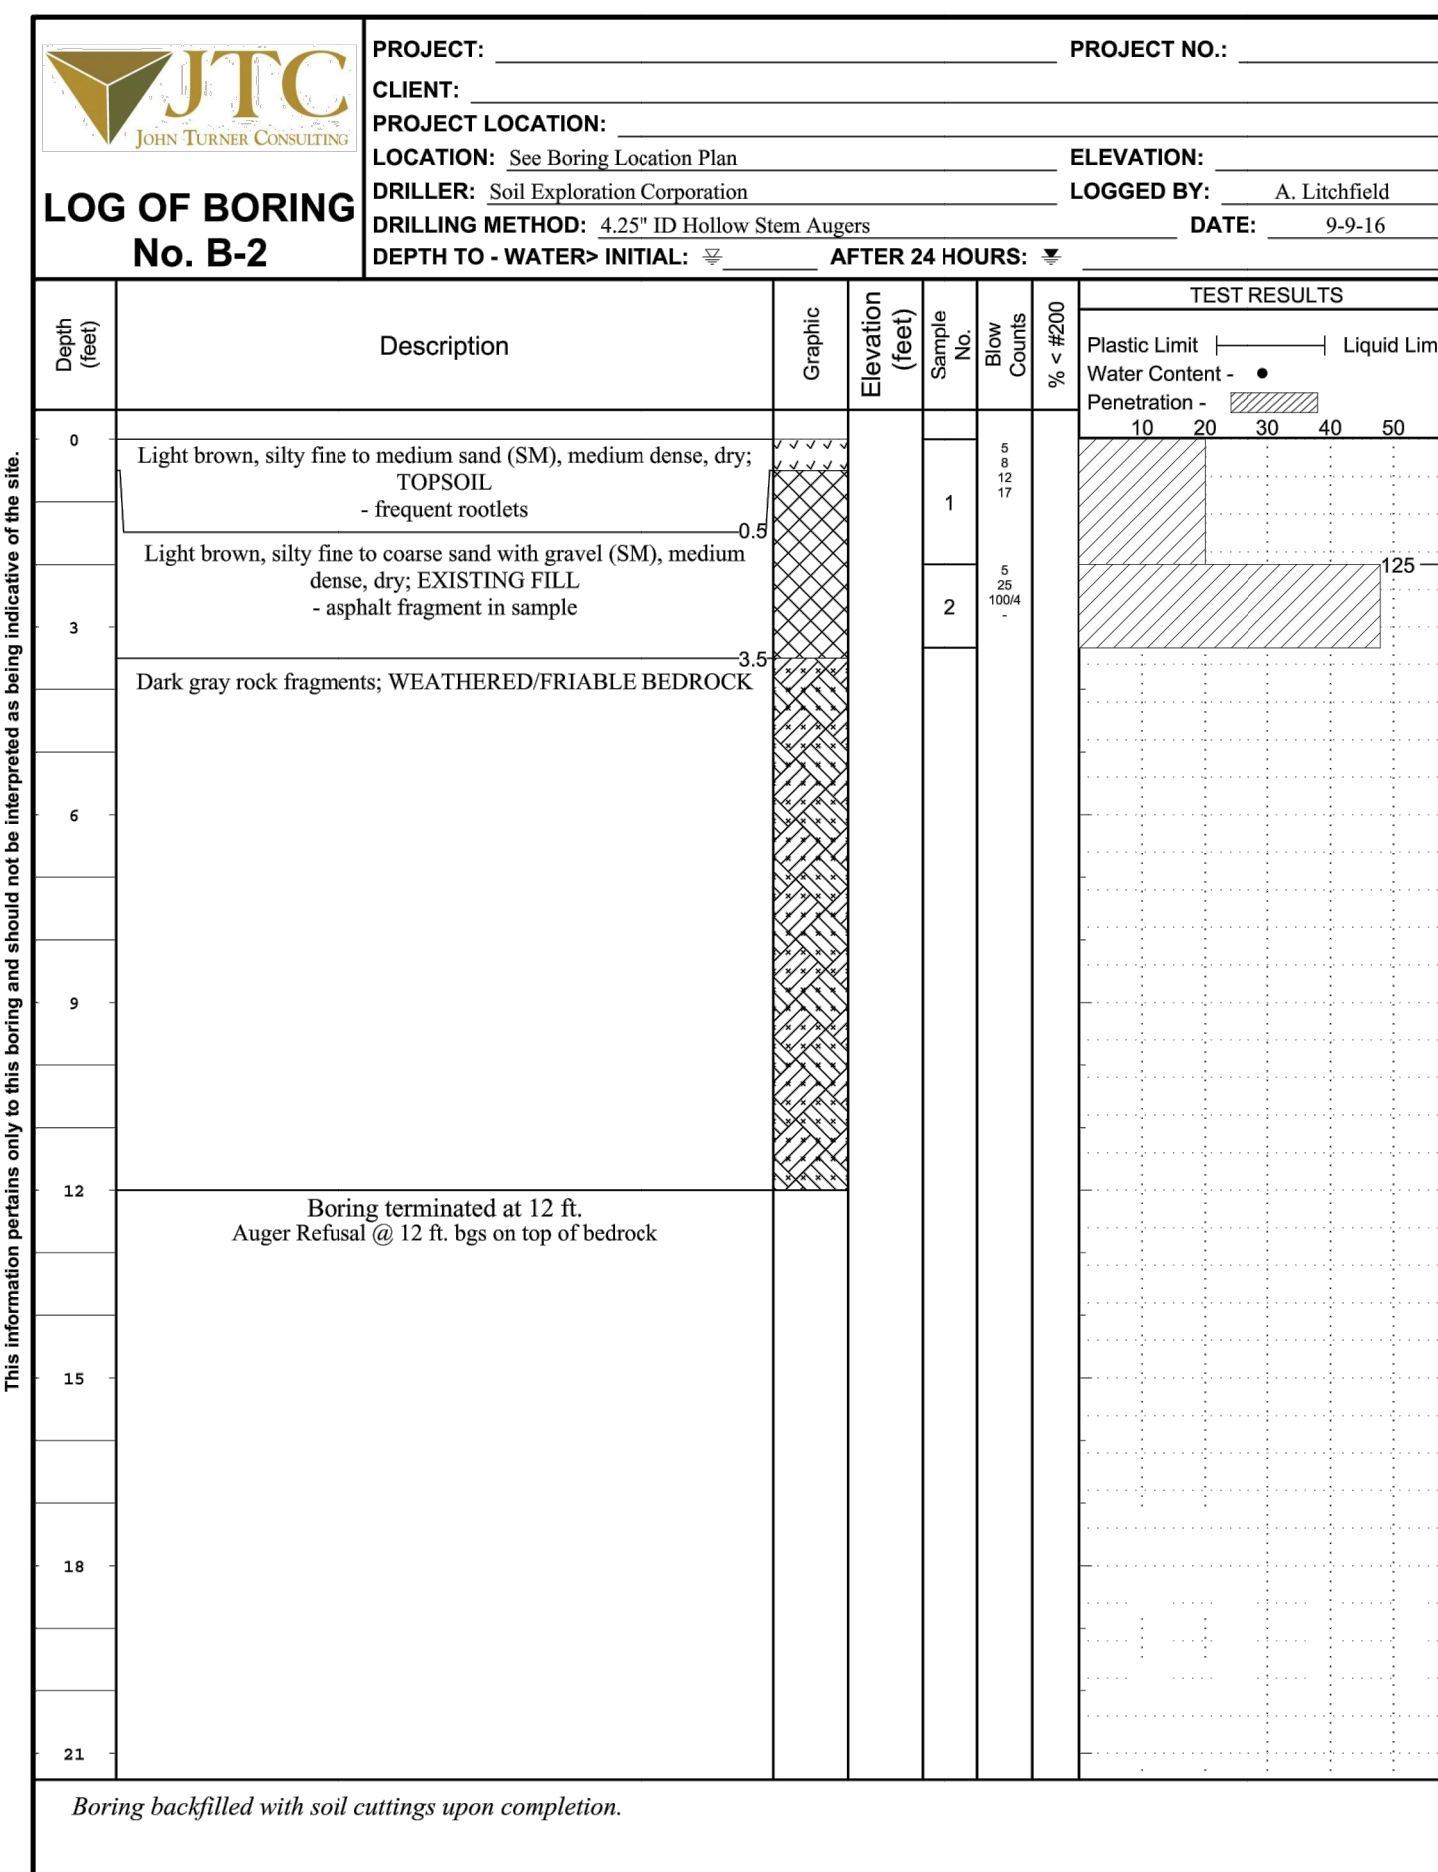 JTC
JOHN TURNER CONSULTING
LOG OF BORING
No. B-2
PROJECT:
PROJECT NO.:
CLIENT:
PROJECT LOCATION:
LOCATION: See Boring Location Plan
ELEVATION:
DRILLER: Soil Exploration Corporation
LOGGED BY: A. Litchfield
DRILLING METHOD: 4.25" ID Hollow Stem Augers
DATE: 9-9-16
DEPTH TO - WATER> INITIAL:
AFTER 24 HOURS:
Depth
(feet)
Description
Graphic
Elevation
(feet)
Sample
No.
Blow
Counts
% < #200
TEST RESULTS
Plastic Limit
Liquid Lim
Water Content -
Penetration -
10 20 30 40 50
0
Light brown, silty fine to medium sand (SM), medium dense, dry;
TOPSOIL
- frequent rootlets
0.5
1
5
8
12
17
Light brown, silty fine to coarse sand with gravel (SM), medium
dense, dry; EXISTING FILL
- asphalt fragment in sample
3.5
2
5
25
100/4
-
125
3
Dark gray rock fragments; WEATHERED/FRIABLE BEDROCK
6
9
12
Boring terminated at 12 ft.
Auger Refusal @ 12 ft. bgs on top of bedrock
15
18
21
Boring backfilled with soil cuttings upon completion.
This information pertains only to this boring and should not be interpreted as being indicative of the site.